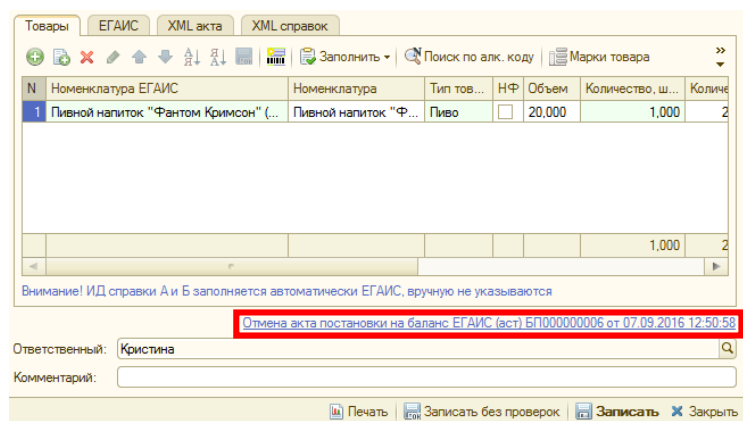 Товары ЕГАИС XML акта XML справок
Заполнить Поиск по алк. коду Марки товара
N Номенклатура ЕГАИС Номенклатура Тип тов... НФ Объем Количество, ш... Количе
1 Пивной напиток "Фантом Кримсон" (... Пивной напиток "Ф... Пиво 20,000 1,000 2
1,000 2
Внимание! ИД справки А и Б заполняется автоматически ЕГАИС, вручную не указываются
Отмена акта постановки на баланс ЕГАИС (аст) БП000000006 от 07.09.2016 12:50:58
Ответственный: Кристина
Комментарий:
Печать Записать без проверок Записать Закрыть